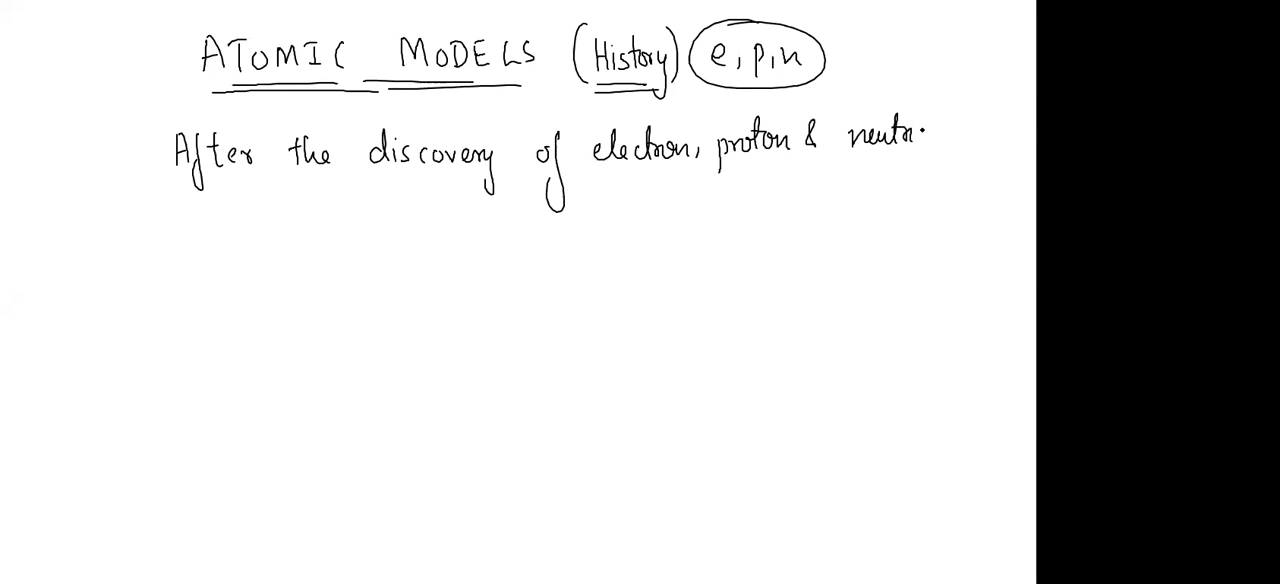 ATOMIC MODELS (History) e, p, n
After the discovery of electron, proton & neutr.